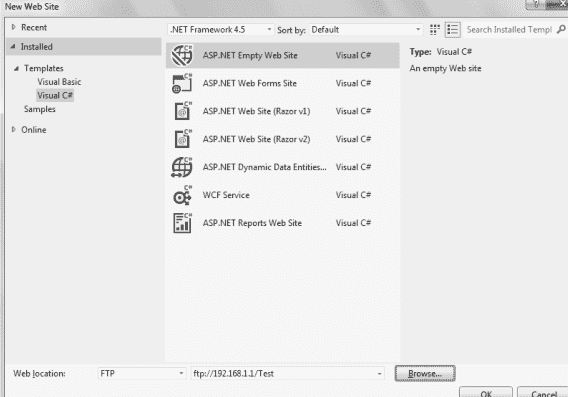 New Web Site
Recent
Installed
Templates
Visual Basic
Visual C#
Samples
Online
.NET Framework 4.5 Sort by: Default Search Installed Templ
C# ASP.NET Empty Web Site Visual C#
C# ASP.NET Web Forms Site Visual C#
C# ASP.NET Web Site (Razor v1) Visual C#
C# ASP.NET Web Site (Razor v2) Visual C#
C# ASP.NET Dynamic Data Entities... Visual C#
C# WCF Service Visual C#
C# ASP.NET Reports Web Site Visual C#
Type: Visual C#
An empty Web site
Web location: FTP ftp://192.168.1.1/Test Browse...
OK Cancel